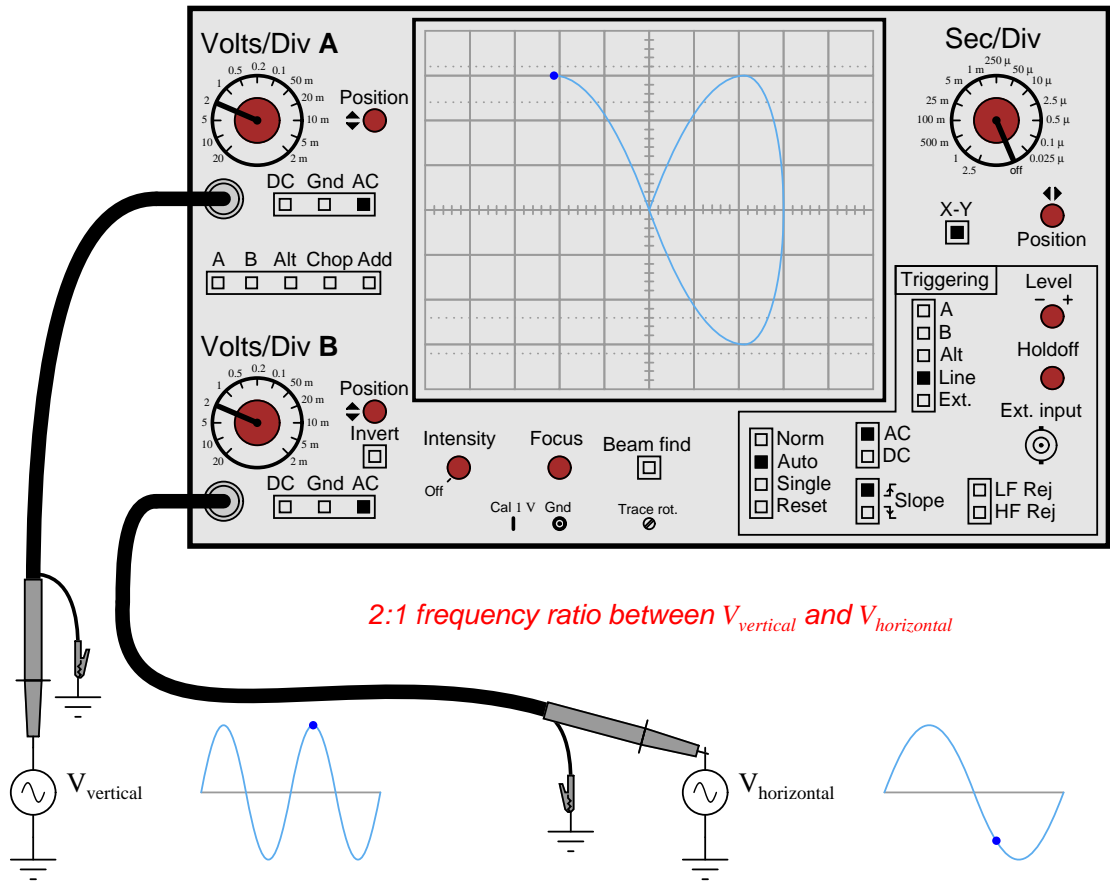 Volts/Div A
20 10 5 2 1 0.5 0.2 0.1 50 m 20 m 10 m 5 m 2 m
Position
DC Gnd AC
A B Alt Chop Add
Volts/Div B
20 10 5 2 1 0.5 0.2 0.1 50 m 20 m 10 m 5 m 2 m
Position
Invert
DC Gnd AC
Intensity
Off
Focus
Beam find
Cal 1 V Gnd
Trace rot.
Sec/Div
2.5 1 500 m 100 m 25 m 5 m 1 m 250 µ 50 µ 10 µ 2.5 µ 0.5 µ 0.1 µ 0.025 µ off
X-Y
Position
Triggering
A
B
Alt
Line
Ext.
Level
− +
Holdoff
Ext. input
Norm
Auto
Single
Reset
AC
DC
Slope
LF Rej
HF Rej
2:1 frequency ratio between Vvertical and Vhorizontal
Vvertical
Vhorizontal